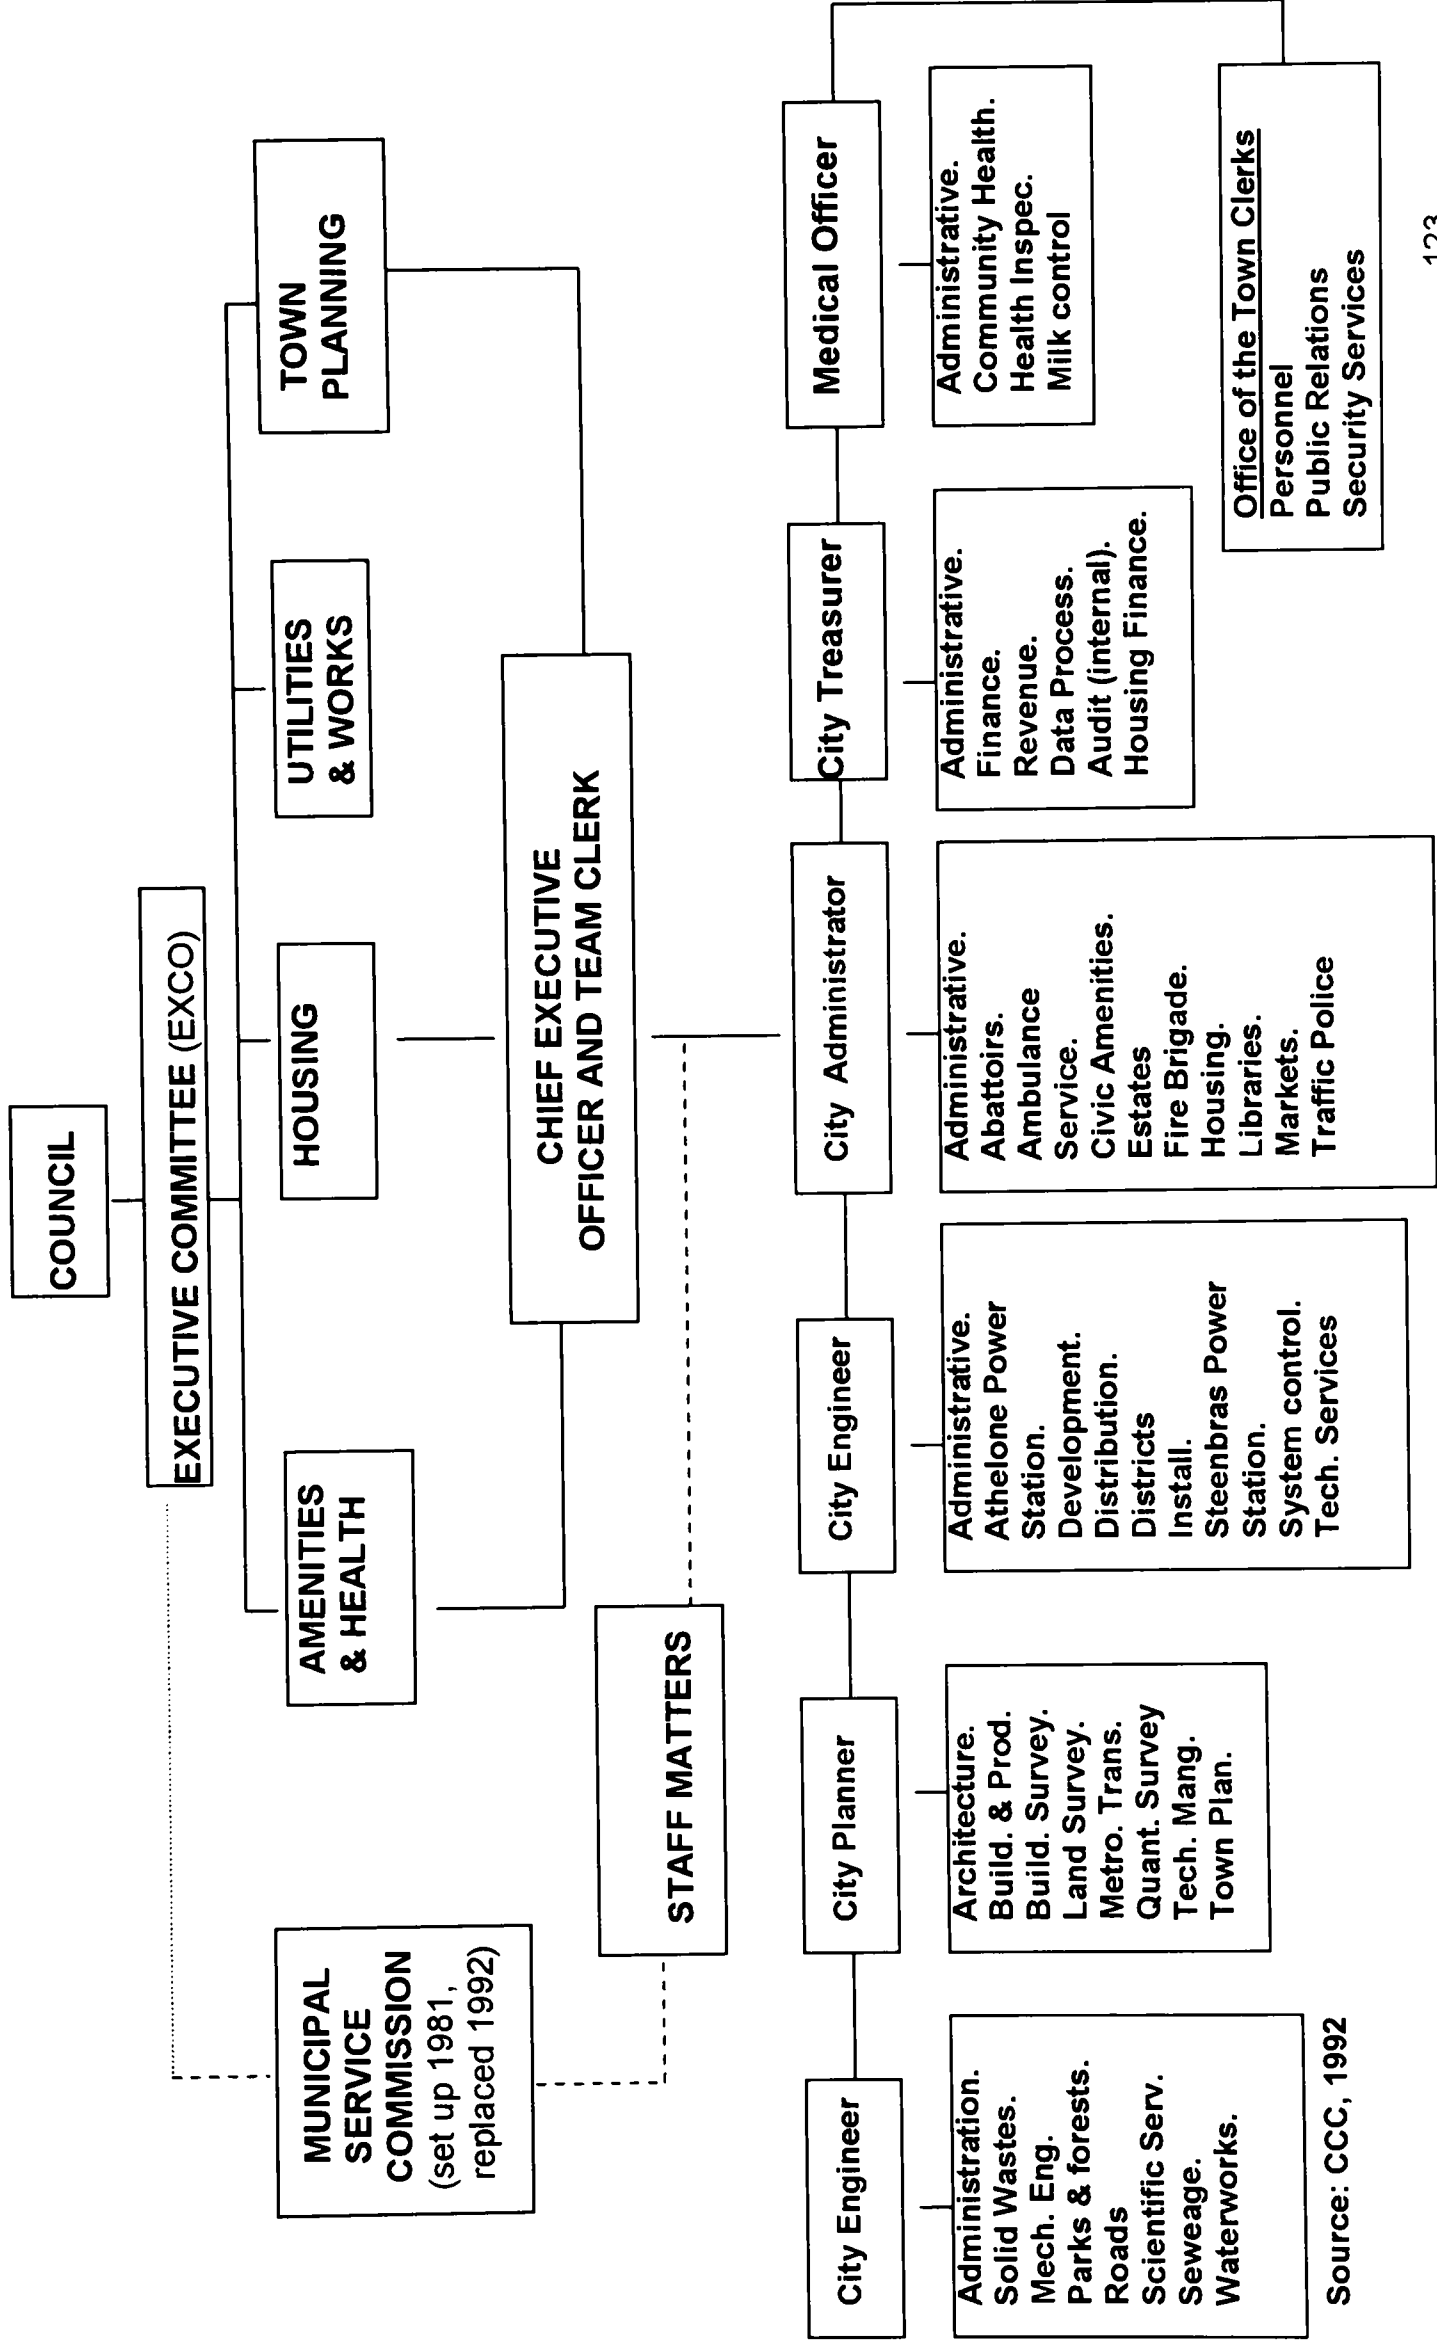 COUNCIL
EXECUTIVE COMMITTEE (EXCO)
MUNICIPAL
SERVICE
COMMISSION
(set up 1981,
replaced 1992)
AMENITIES
& HEALTH
HOUSING
UTILITIES
& WORKS
TOWN
PLANNING
CHIEF EXECUTIVE
OFFICER AND TEAM CLERK
STAFF MATTERS
City Engineer
City Planner
City Engineer
City Administrator
City Treasurer
Medical Officer
Administration.
Solid Wastes.
Mech. Eng.
Parks & forests.
Roads
Scientific Serv.
Seweage.
Waterworks.
Architecture.
Build. & Prod.
Build. Survey.
Land Survey.
Metro. Trans.
Quant. Survey
Tech. Mang.
Town Plan.
Administrative.
Athelone Power
Station.
Development.
Distribution.
Districts
Install.
Steenbras Power
Station.
System control.
Tech. Services
Administrative.
Abattoirs.
Ambulance
Service.
Civic Amenities.
Estates
Fire Brigade.
Housing.
Libraries.
Markets.
Traffic Police
Administrative.
Finance.
Revenue.
Data Process.
Audit (internal).
Housing Finance.
Administrative.
Community Health.
Health Inspec.
Milk control
Office of the Town Clerks
Personnel
Public Relations
Security Services
Source: CCC, 1992
123